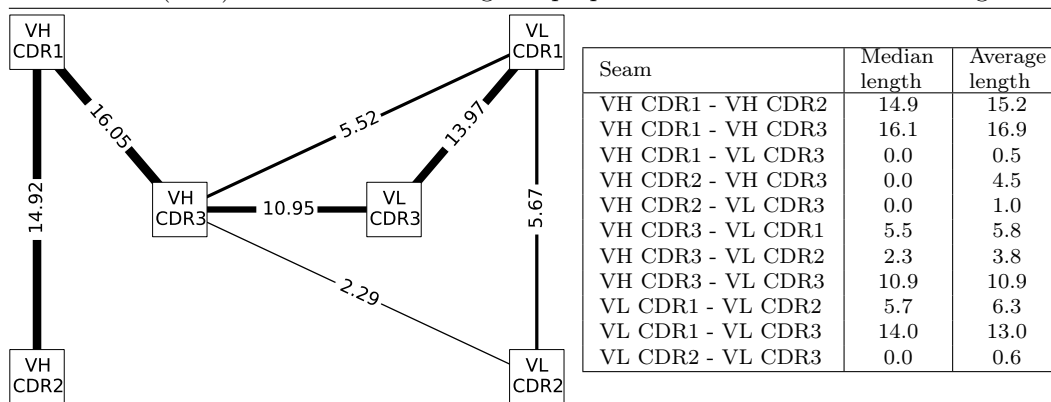 VH
CDR1
VL
CDR1
16.05
5.52
13.97
14.92
VH
CDR3
10.95
VL
CDR3
5.67
2.29
VH
CDR2
VL
CDR2
Seam Median length Average length
VH CDR1 - VH CDR2 14.9 15.2
VH CDR1 - VH CDR3 16.1 16.9
VH CDR1 - VL CDR3 0.0 0.5
VH CDR2 - VH CDR3 0.0 4.5
VH CDR2 - VL CDR3 0.0 1.0
VH CDR3 - VL CDR1 5.5 5.8
VH CDR3 - VL CDR2 2.3 3.8
VH CDR3 - VL CDR3 10.9 10.9
VL CDR1 - VL CDR2 5.7 6.3
VL CDR1 - VL CDR3 14.0 13.0
VL CDR2 - VL CDR3 0.0 0.6